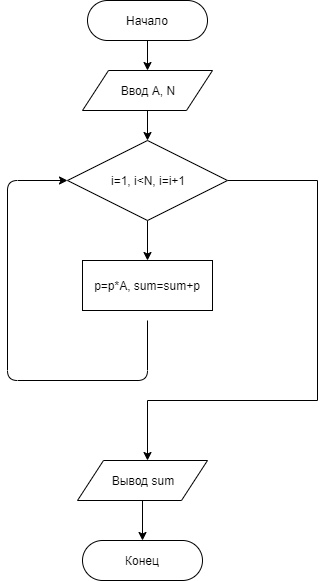 Начало
Ввод A, N
i=1, i<N, i=i+1
p=p*A, sum=sum+p
Вывод sum
Конец